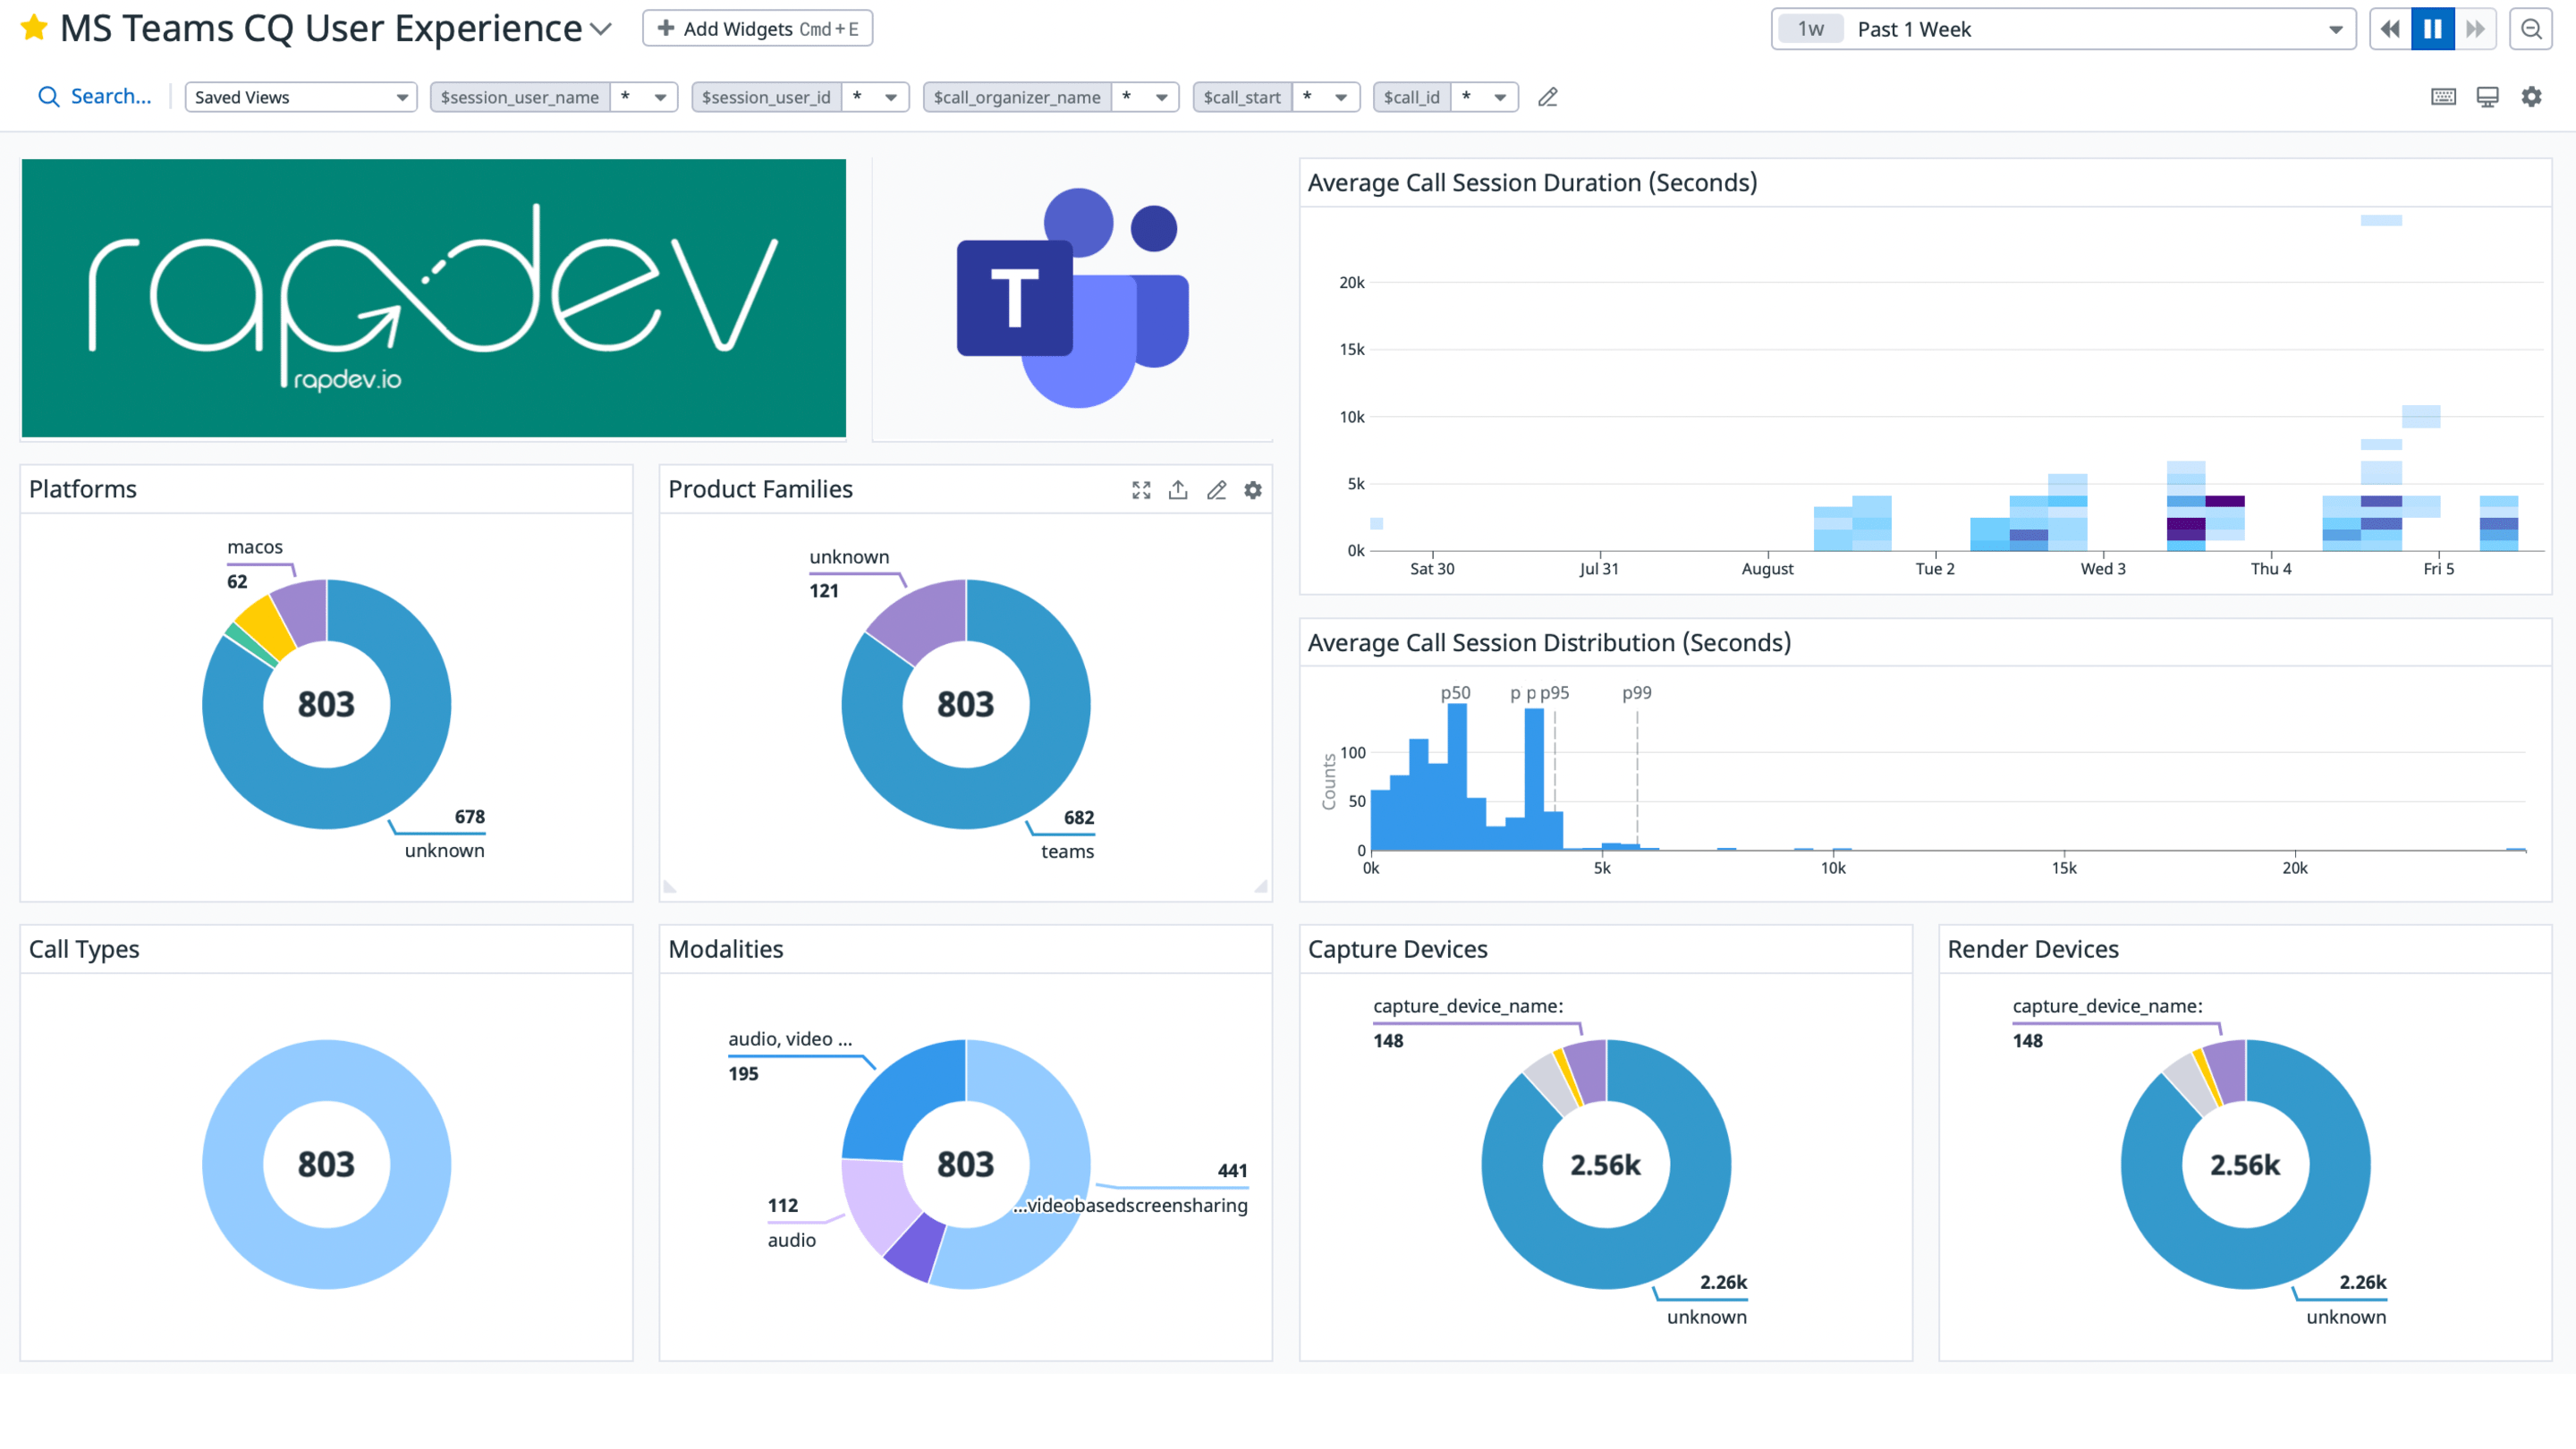 MS Teams CQ User Experience
Add Widgets Cmd+E
1w Past 1 Week
Search...
Saved Views
$session_user_name *
$session_user_id *
$call_organizer_name *
$call_start *
$call_id *
rapdev
rapdev.io
T
Average Call Session Duration (Seconds)
20k
15k
10k
5k
0k
Sat 30 Jul 31 August Tue 2 Wed 3 Thu 4 Fri 5
Platforms
macos
62
803
678
unknown
Product Families
unknown
121
803
682
teams
Average Call Session Distribution (Seconds)
p50 p p p95 p99
Counts
100
50
0
0k 5k 10k 15k 20k
Call Types
803
Modalities
audio, video ...
195
803
441
...videobasedscreensharing
112
audio
Capture Devices
capture_device_name:
148
2.56k
2.26k
unknown
Render Devices
capture_device_name:
148
2.56k
2.26k
unknown